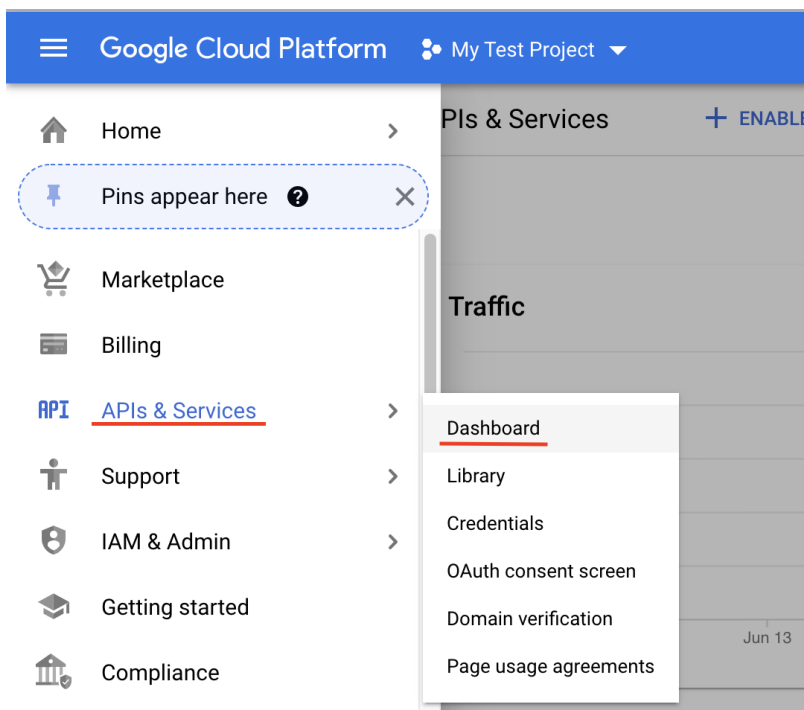 Google Cloud Platform My Test Project
Home
PIs & Services
ENABLE
Pins appear here
Marketplace
Traffic
Billing
API APIs & Services
Dashboard
Library
Support
Credentials
IAM & Admin
OAuth consent screen
Getting started
Domain verification
Jun 13
Compliance
Page usage agreements